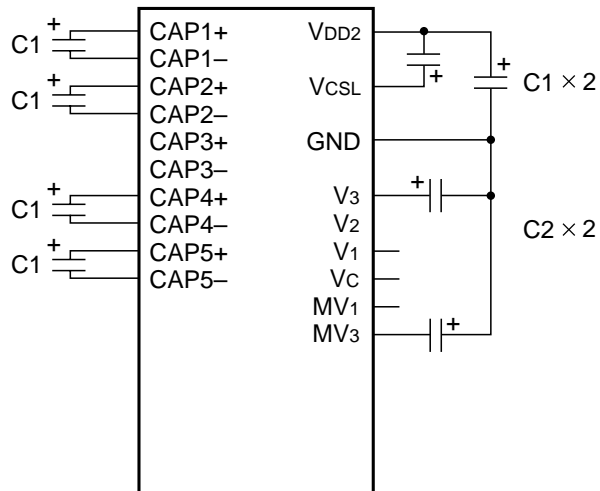 C1 + CAP1+
CAP1–
C1 + CAP2+
CAP2–
CAP3+
CAP3–
C1 + CAP4+
CAP4–
C1 + CAP5+
CAP5–
VDD2
+ + C1 × 2
VCSL
GND
V3 +
V2
C2 × 2
V1
VC
MV1
MV3 +